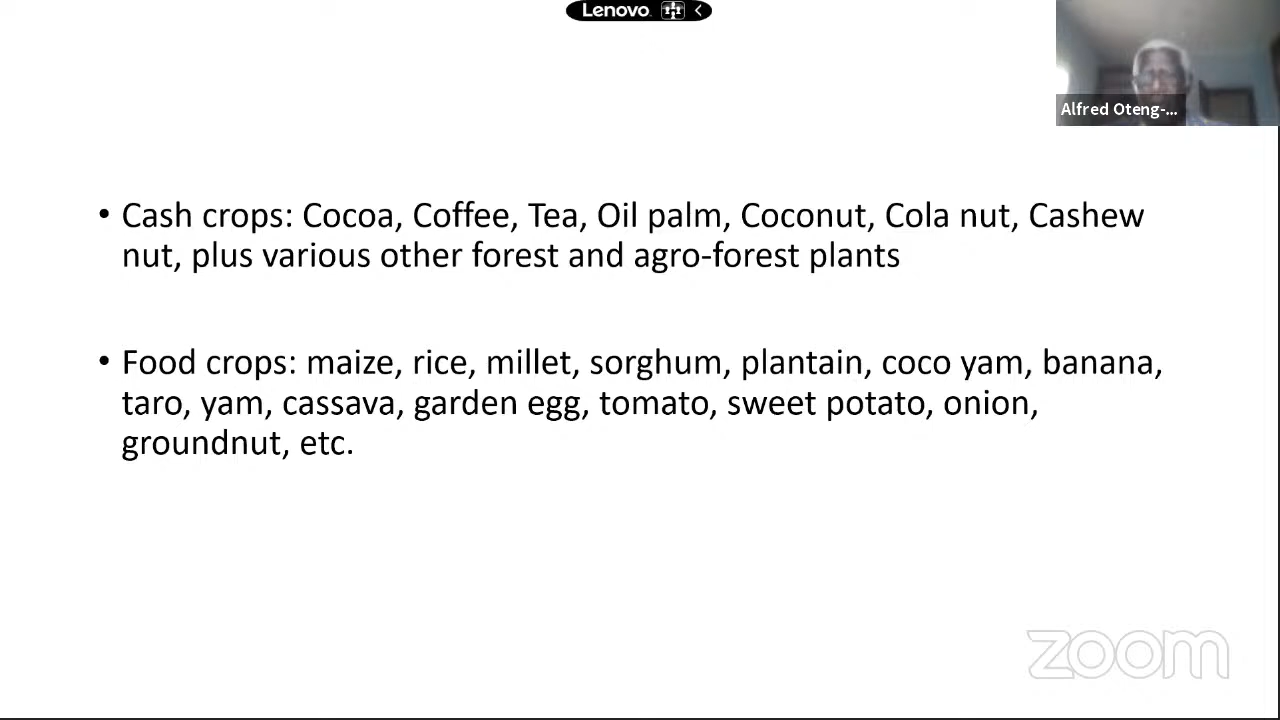 Lenovo
Alfred Oteng-...
• Cash crops: Cocoa, Coffee, Tea, Oil palm, Coconut, Cola nut, Cashew
nut, plus various other forest and agro-forest plants
• Food crops: maize, rice, millet, sorghum, plantain, coco yam, banana,
taro, yam, cassava, garden egg, tomato, sweet potato, onion,
groundnut, etc.
zoom